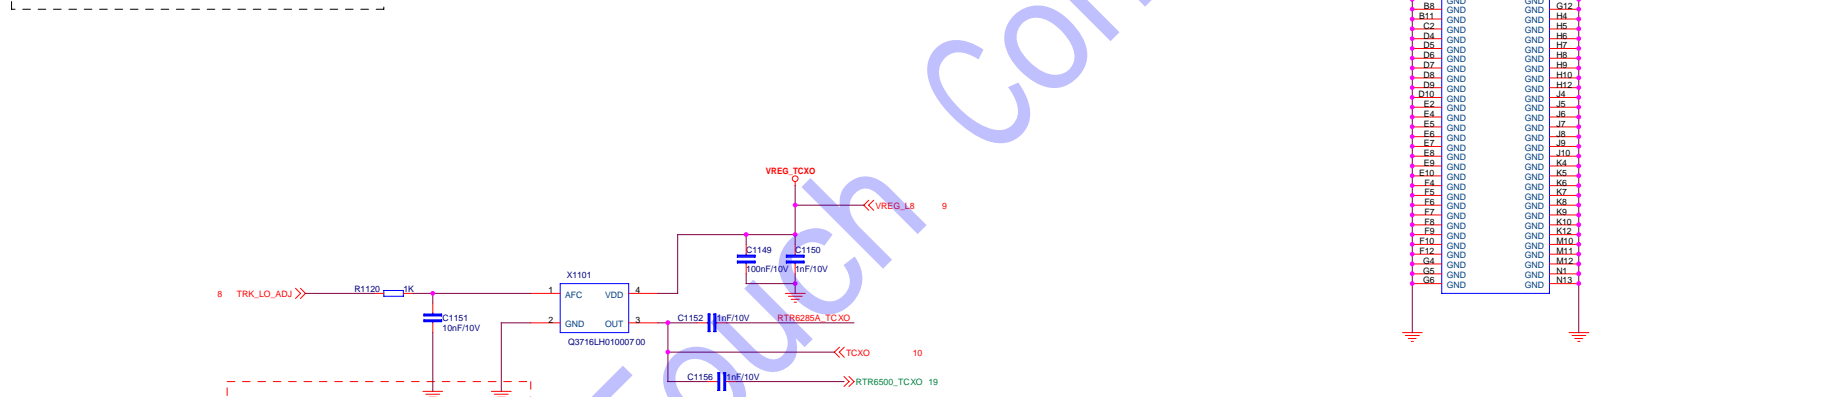 GND GND
B8 GND GND G12
B11 GND GND H4
C2 GND GND H5
D4 GND GND H6
D5 GND GND H7
D6 GND GND H8
D7 GND GND H9
D8 GND GND H10
D9 GND GND H12
D10 GND GND J4
E2 GND GND J5
E4 GND GND J6
E5 GND GND J7
E6 GND GND J8
E7 GND GND J9
E8 GND GND J10
E9 GND GND K4
E10 GND GND K5
F4 GND GND K6
F5 GND GND K7
F6 GND GND K8
F7 GND GND K9
F8 GND GND K10
F9 GND GND K12
F10 GND GND M10
F12 GND GND M11
G4 GND GND M12
G5 GND GND N1
G6 GND GND N13
VREG_TCXO
VREG_L8 9
C1149 C1150
100nF/10V 1nF/10V
X1101
8 TRK_LO_ADJ R1120 1K 1 AFC VDD 4
C1151
10nF/10V
2 GND OUT 3 C1152 1nF/10V RTR6285A_TCXO
Q3716LH01000700
TCXO 10
C1156 1nF/10V RTR6500_TCXO 19
Touch Con